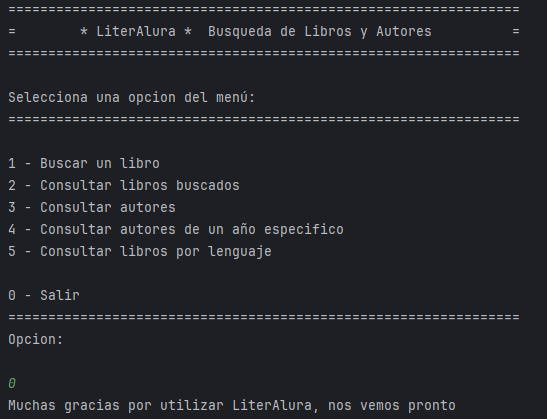 ================================================================
=        * LiterAlura *  Busqueda de Libros y Autores          =
================================================================
Selecciona una opcion del menú:
================================================================
1 - Buscar un libro
2 - Consultar libros buscados
3 - Consultar autores
4 - Consultar autores de un año especifico
5 - Consultar libros por lenguaje
0 - Salir
================================================================
Opcion:
0
Muchas gracias por utilizar LiterAlura, nos vemos pronto